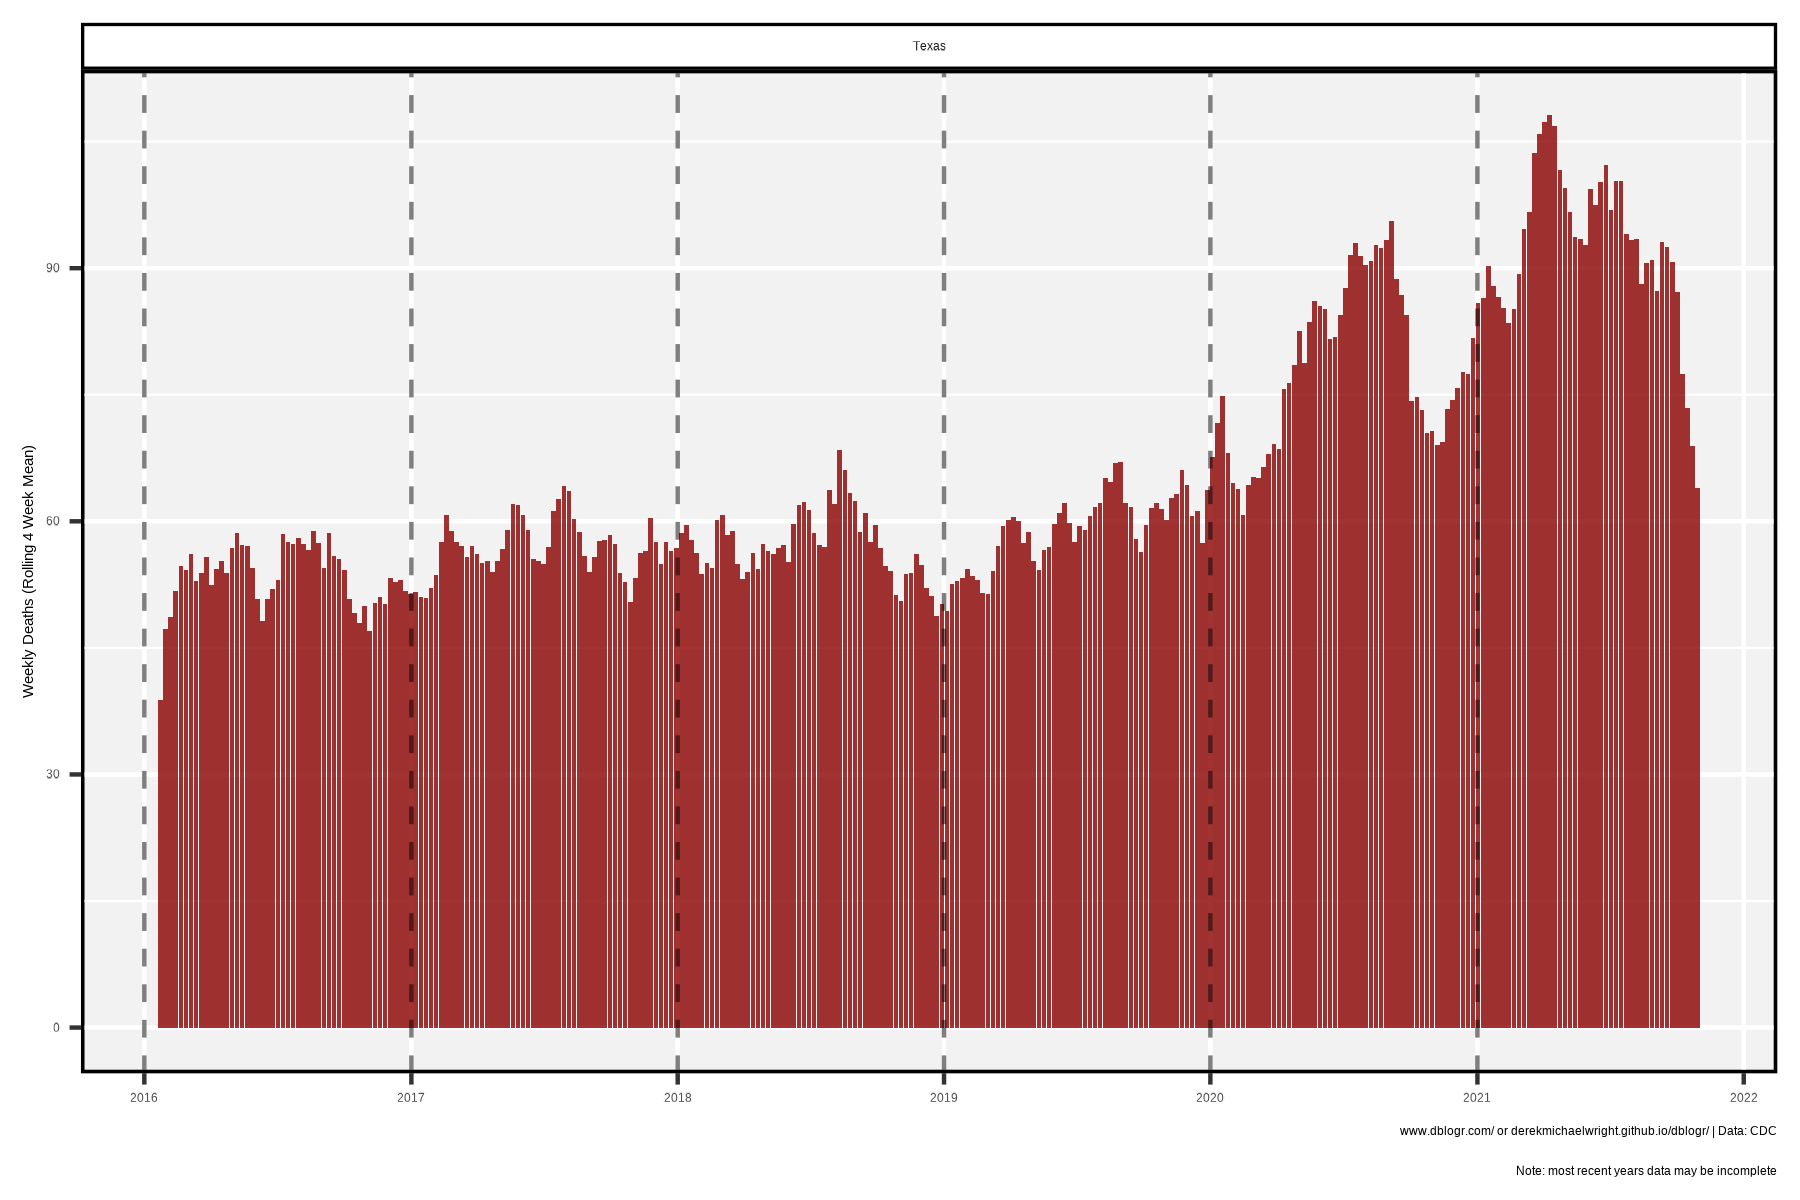 Texas
Weekly Deaths (Rolling 4 Week Mean)
90
60
30
0
2016
2017
2018
2019
2020
2021
2022
www.dblogr.com/ or derekmichaelwright.github.io/dblogr/ | Data: CDC
Note: most recent years data may be incomplete